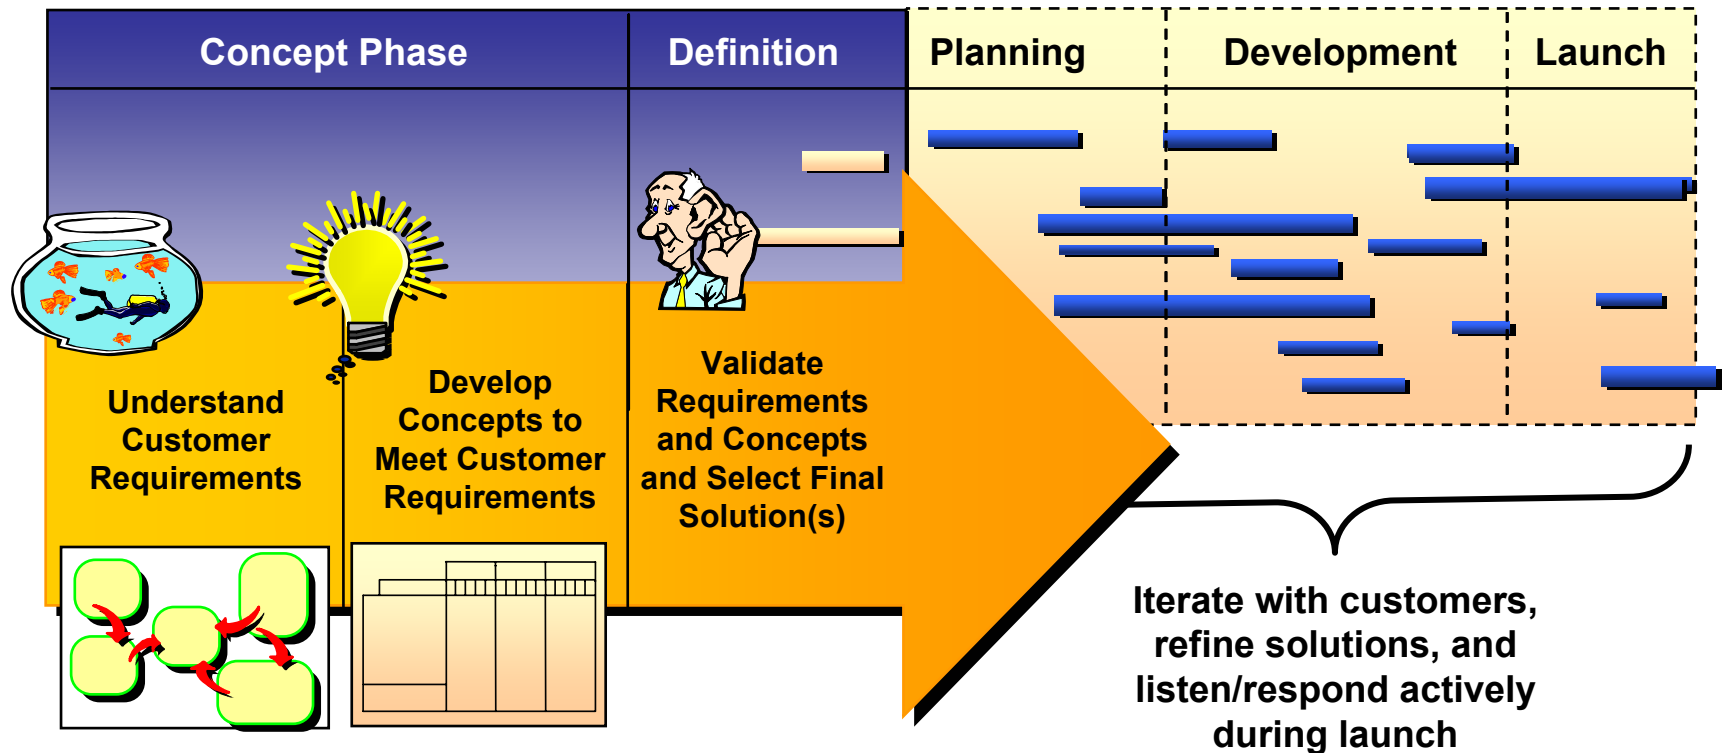 Concept Phase
Definition
Planning
Development
Launch
Understand
Customer
Requirements
Develop
Concepts to
Meet Customer
Requirements
Validate
Requirements
and Concepts
and Select Final
Solution(s)
Iterate with customers,
refine solutions, and
listen/respond actively
during launch